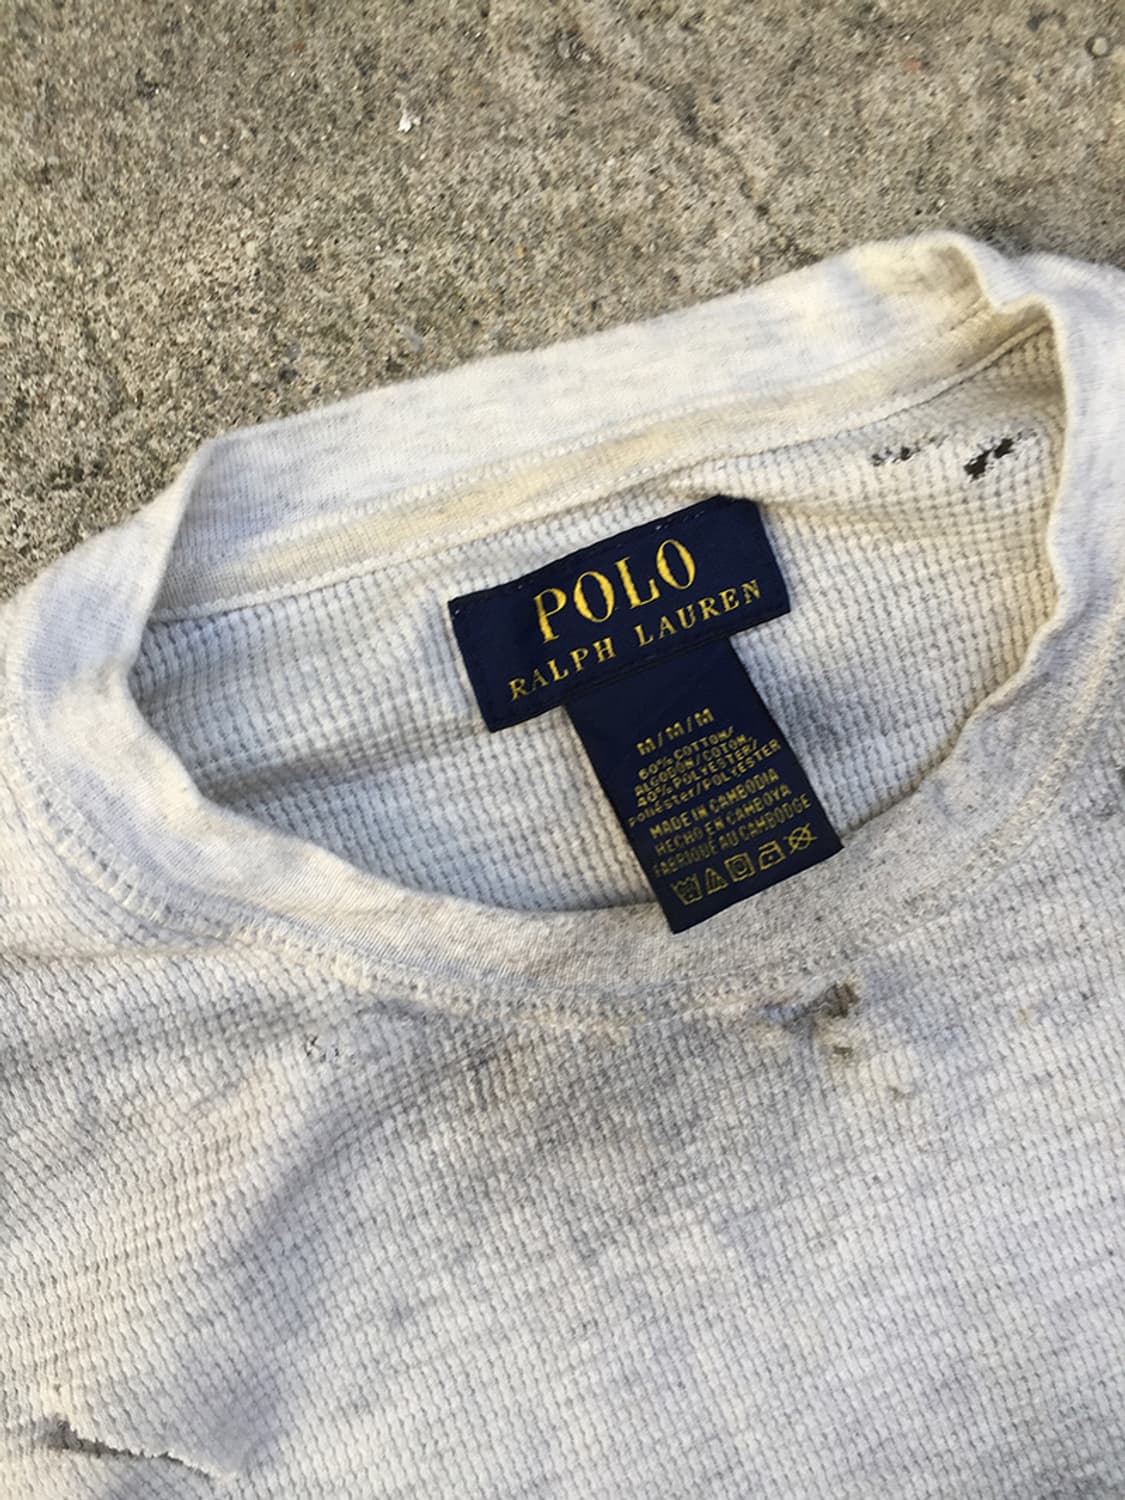 POLO
RALPH LAUREN
M/M/M
60% COTTON/
ALGODÓN/COTON,
40% POLYESTER/
POLIÉSTER/POLYESTER
MADE IN CAMBODIA
HECHO EN CAMBOYA
FABRIQUÉ AU CAMBODGE